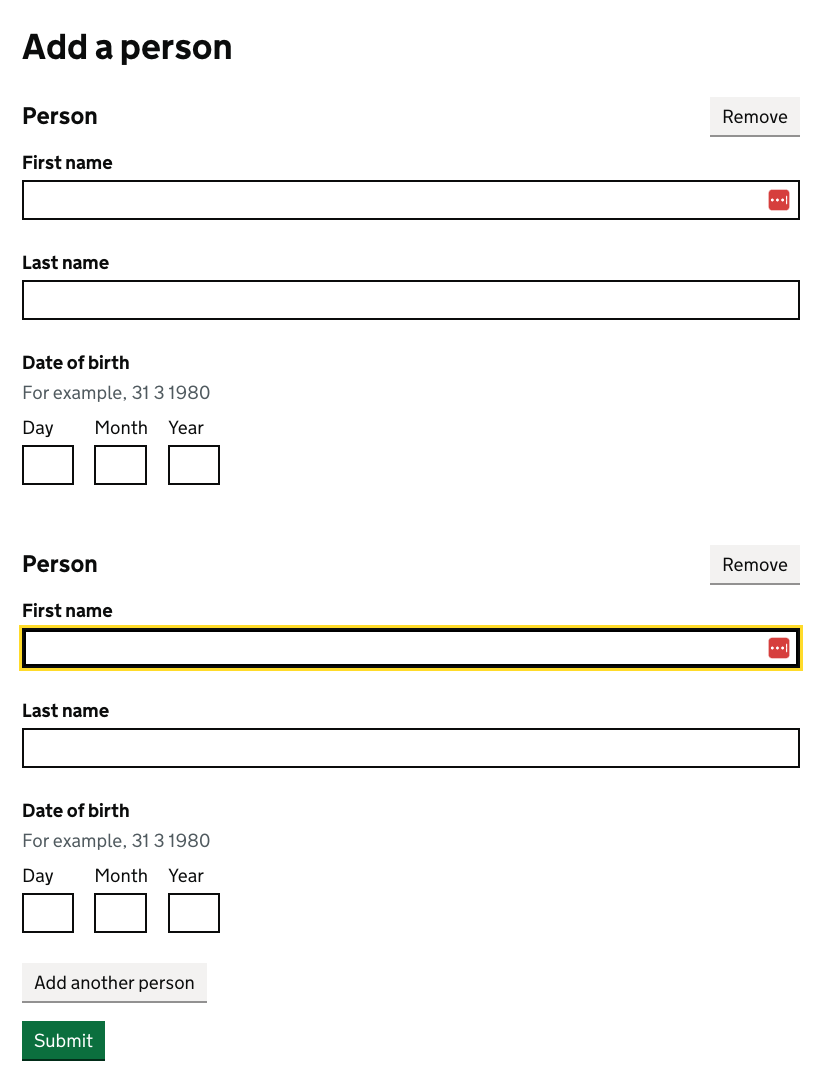 Add a person
Person
Remove
First name
Last name
Date of birth
For example, 31 3 1980
Day Month Year
Person
Remove
First name
Last name
Date of birth
For example, 31 3 1980
Day Month Year
Add another person
Submit